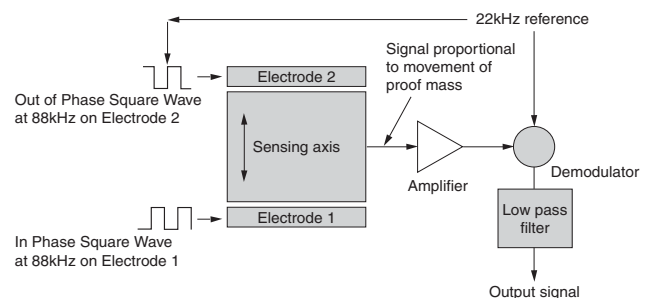 22kHz reference
Signal proportional
to movement of
proof mass
Electrode 2
Out of Phase Square Wave
at 88kHz on Electrode 2
Sensing axis
Amplifier
Demodulator
Electrode 1
Low pass
filter
In Phase Square Wave
at 88kHz on Electrode 1
Output signal